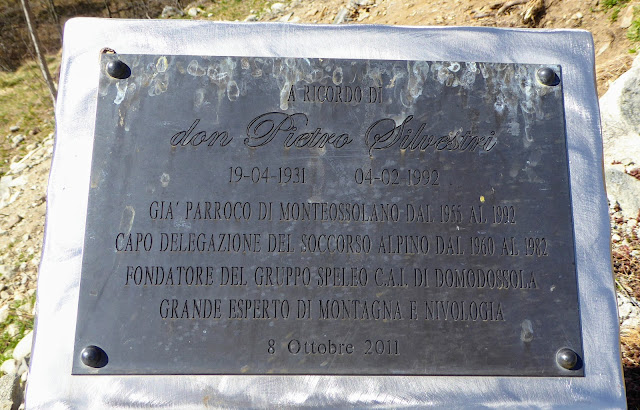 A RICORDO DI
don Pietro Silvestri
19-04-1931 04-02 1992
GIA' PARROCO DI MONTEOSSOLANO DAL 1955 AL 1992
CAPO DELEGAZIONE DEL SOCCORSO ALPINO DAL 1960 AL 1982
FONDATORE DEL GRUPPO SPELEO C.A.I. DI DOMODOSSOLA
GRANDE ESPERTO DI MONTAGNA E NIVOLOGIA
8 Ottobre 2011